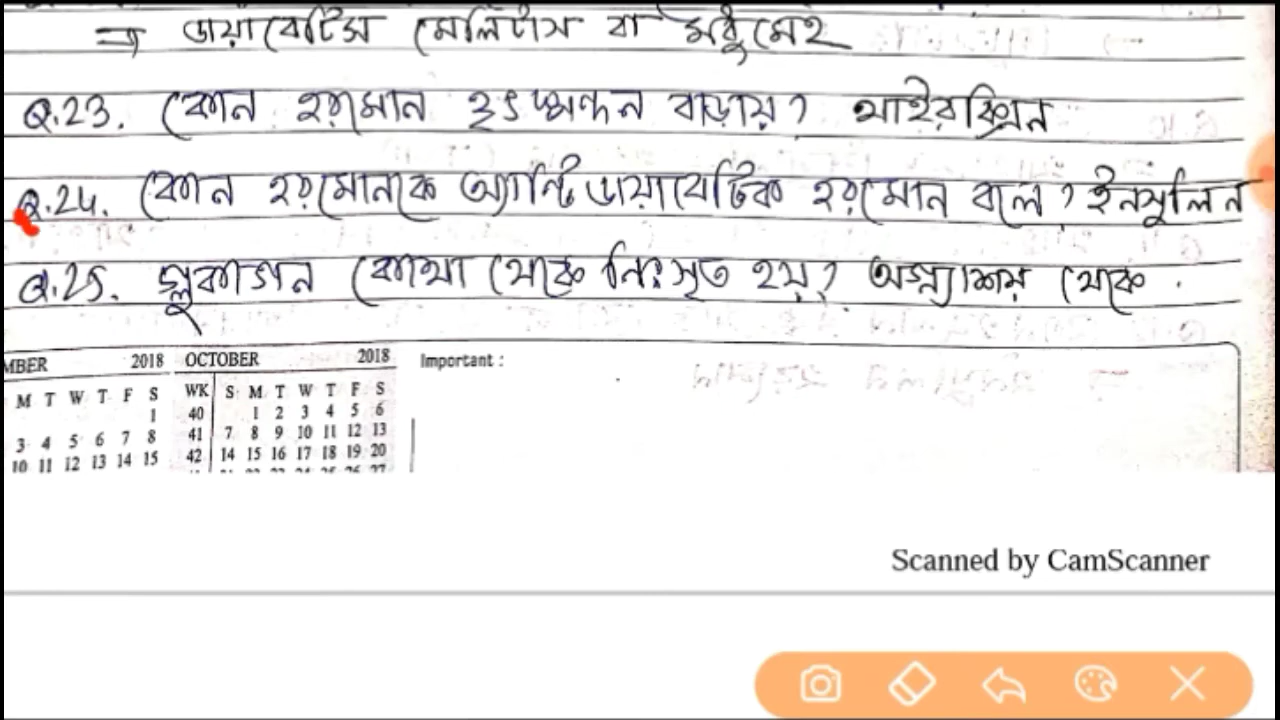 ⇒ ডায়াবেটিস মেলিটাস বা মধুমেহ
Q.23. কোন হরমোন হৃৎস্পন্দন বাড়ায়? থাইরক্সিন
Q.24. কোন হরমোনকে অ্যান্টিডায়াবেটিক হরমোন বলে? ইনসুলিন
Q.25. গ্লুকাগন কোথা থেকে নিঃসৃত হয়? অগ্ন্যাশয় থেকে.
MBER 2018 OCTOBER 2018 Important :
M T W T F S WK S M T W T F S
1 40 1 2 3 4 5 6
3 4 5 6 7 8 41 7 8 9 10 11 12 13
10 11 12 13 14 15 42 14 15 16 17 18 19 20
Scanned by CamScanner